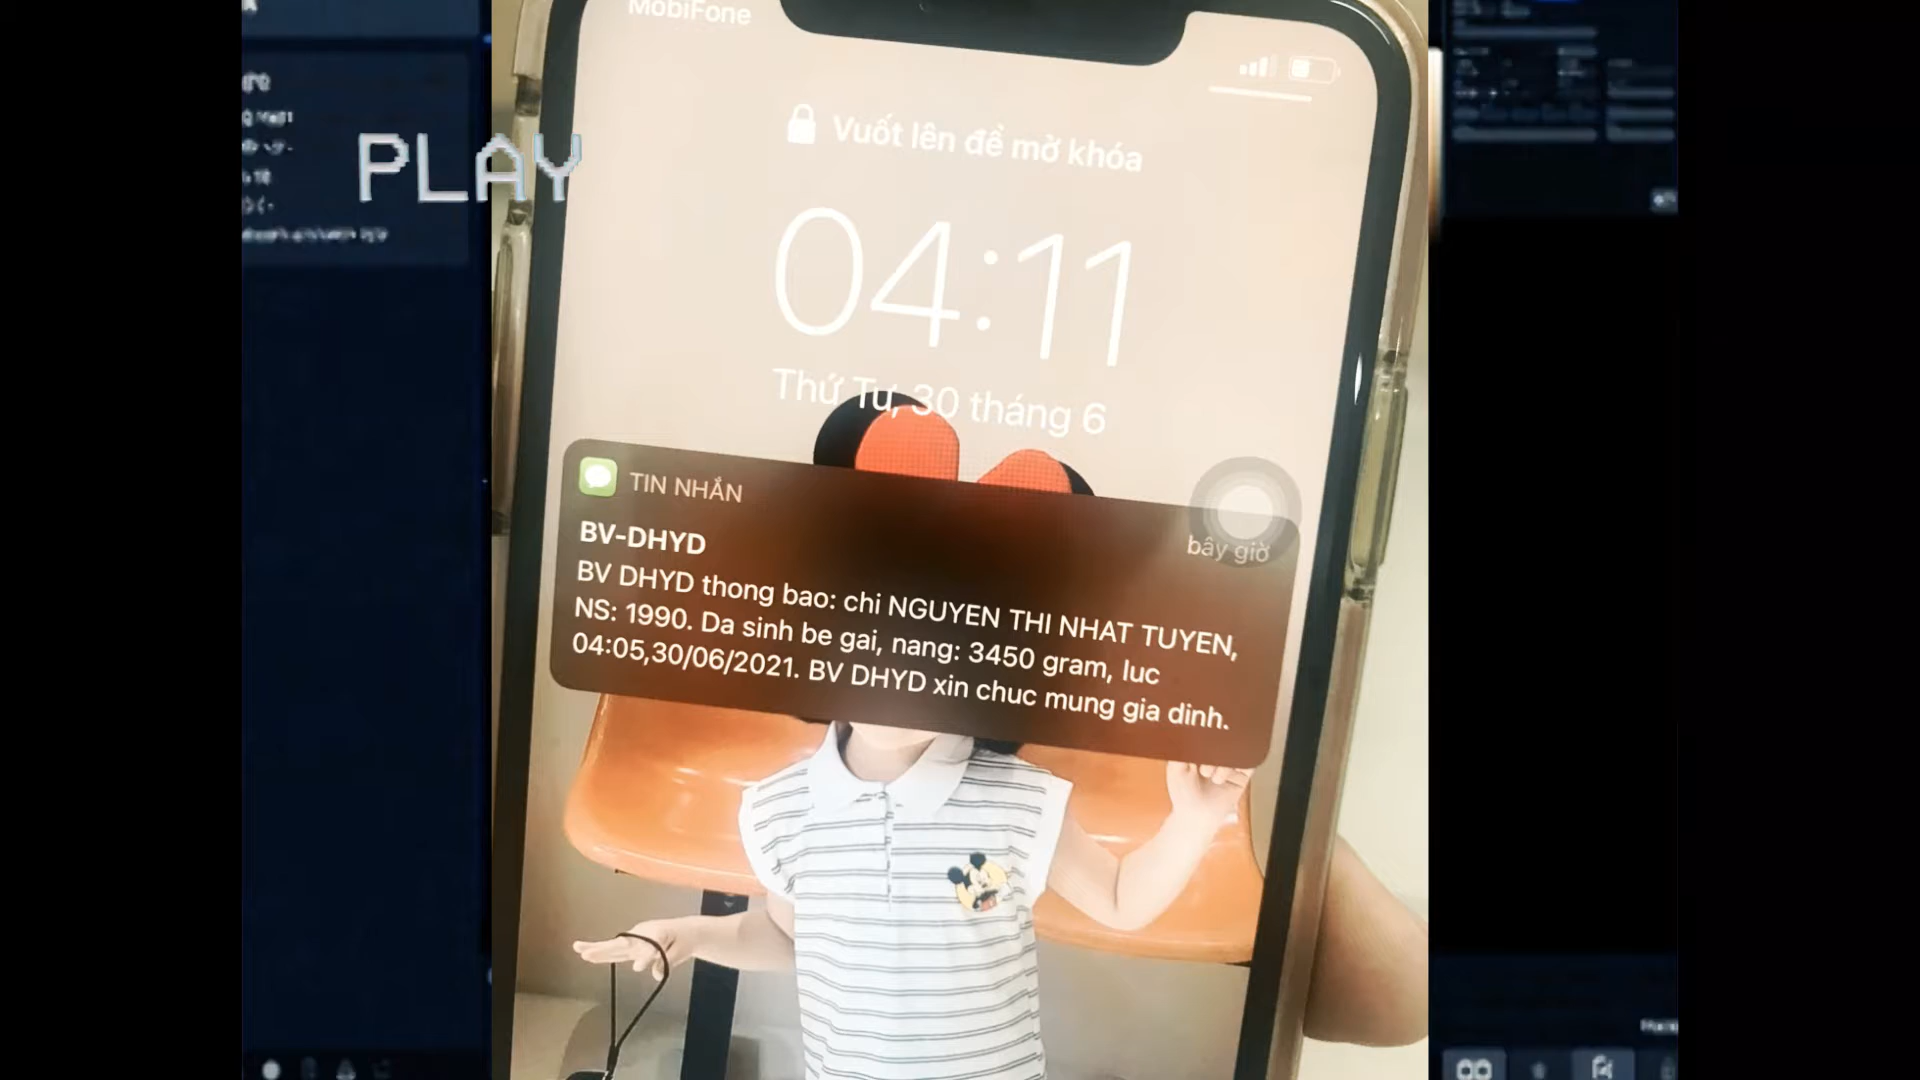 MobiFone
PLAY
Vuốt lên để mở khóa
04:11
Thứ Tư, 30 tháng 6
TIN NHẮN
bây giờ
BV-DHYD
BV DHYD thong bao: chi NGUYEN THI NHAT TUYEN,
NS: 1990. Da sinh be gai, nang: 3450 gram, luc
04:05,30/06/2021. BV DHYD xin chuc mung gia dinh.